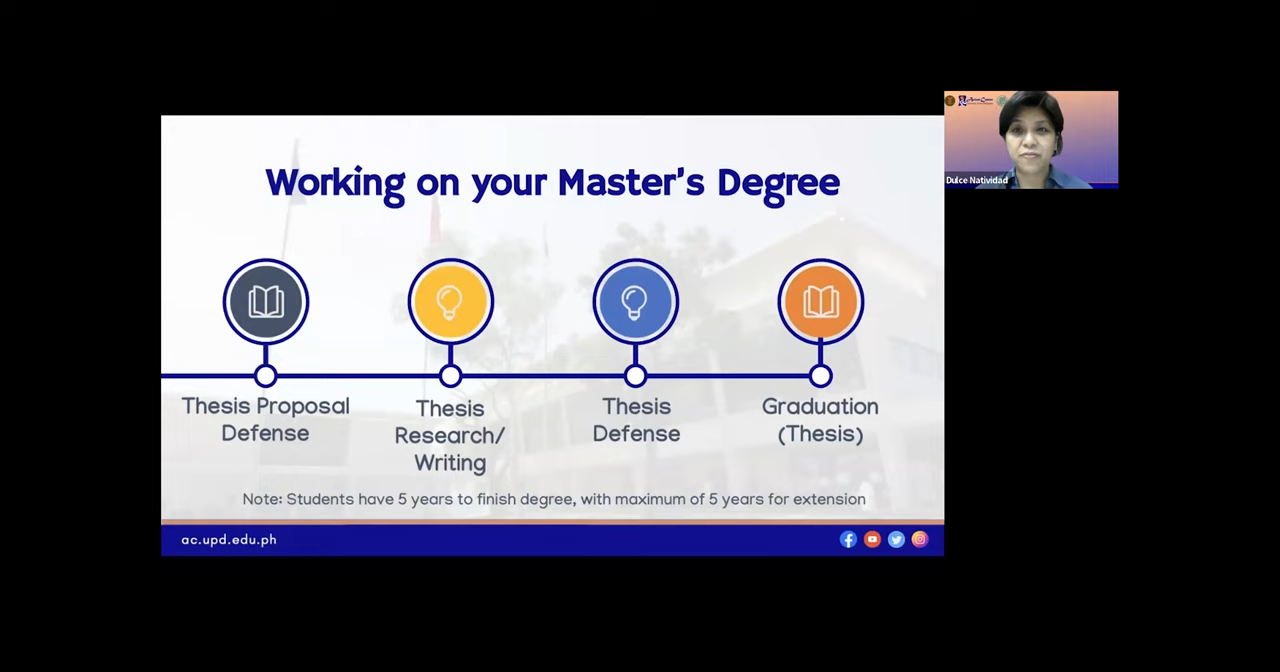 Working on your Master's Degree
Thesis Proposal
Defense
Thesis
Research/
Writing
Thesis
Defense
Graduation
(Thesis)
Note: Students have 5 years to finish degree, with maximum of 5 years for extension
ac.upd.edu.ph
Dulce Natividad